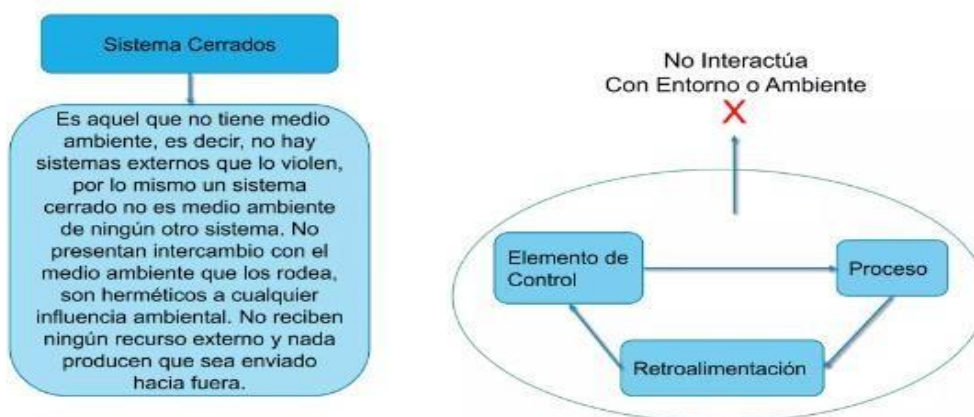 Sistema Cerrados
Es aquel que no tiene medio
ambiente, es decir, no hay
sistemas externos que lo violen,
por lo mismo un sistema
cerrado no es medio ambiente
de ningún otro sistema. No
presentan intercambio con el
medio ambiente que los rodea,
son herméticos a cualquier
influencia ambiental. No reciben
ningún recurso externo y nada
producen que sea enviado
hacia fuera.
No Interactúa
Con Entorno o Ambiente
X
Elemento de
Control
Proceso
Retroalimentación